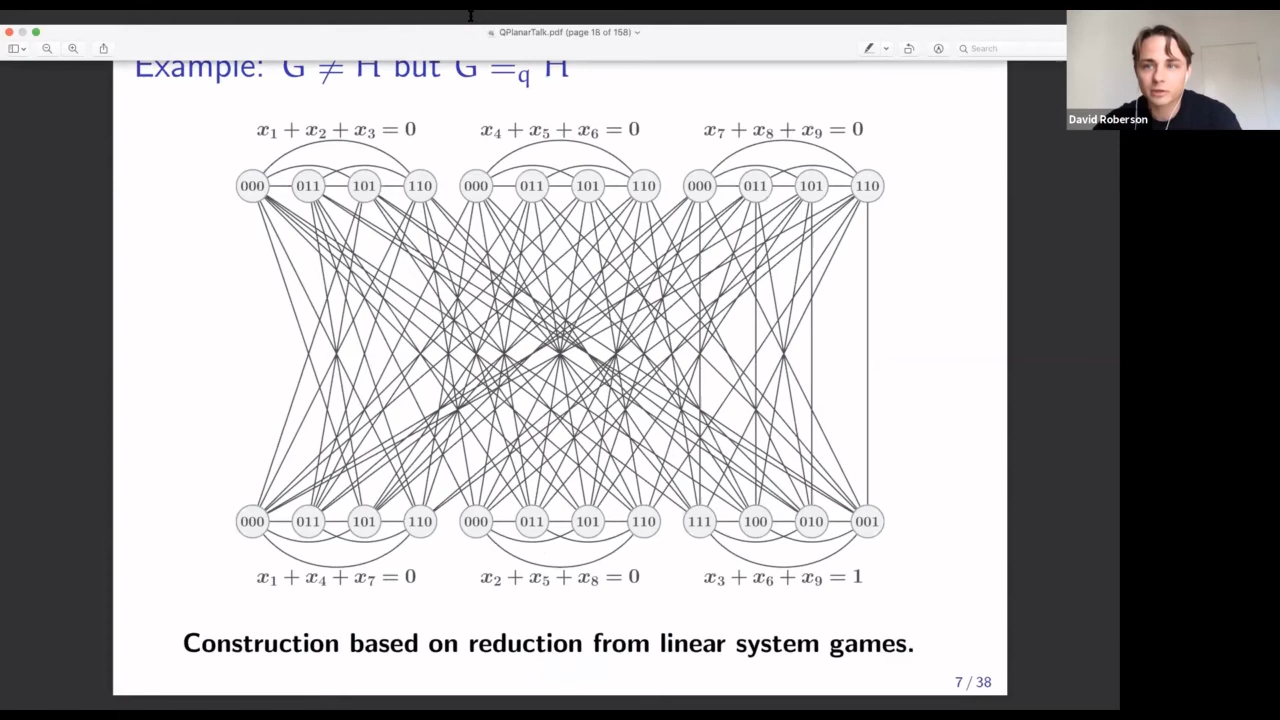 QPlanarTalk.pdf (page 18 of 158)
Search
David Roberson
Example: G ≠ H but G =q H
x1 + x2 + x3 = 0 x4 + x5 + x6 = 0 x7 + x8 + x9 = 0
000 011 101 110 000 011 101 110 000 011 101 110
000 011 101 110 000 011 101 110 111 100 010 001
x1 + x4 + x7 = 0 x2 + x5 + x8 = 0 x3 + x6 + x9 = 1
Construction based on reduction from linear system games.
7 / 38